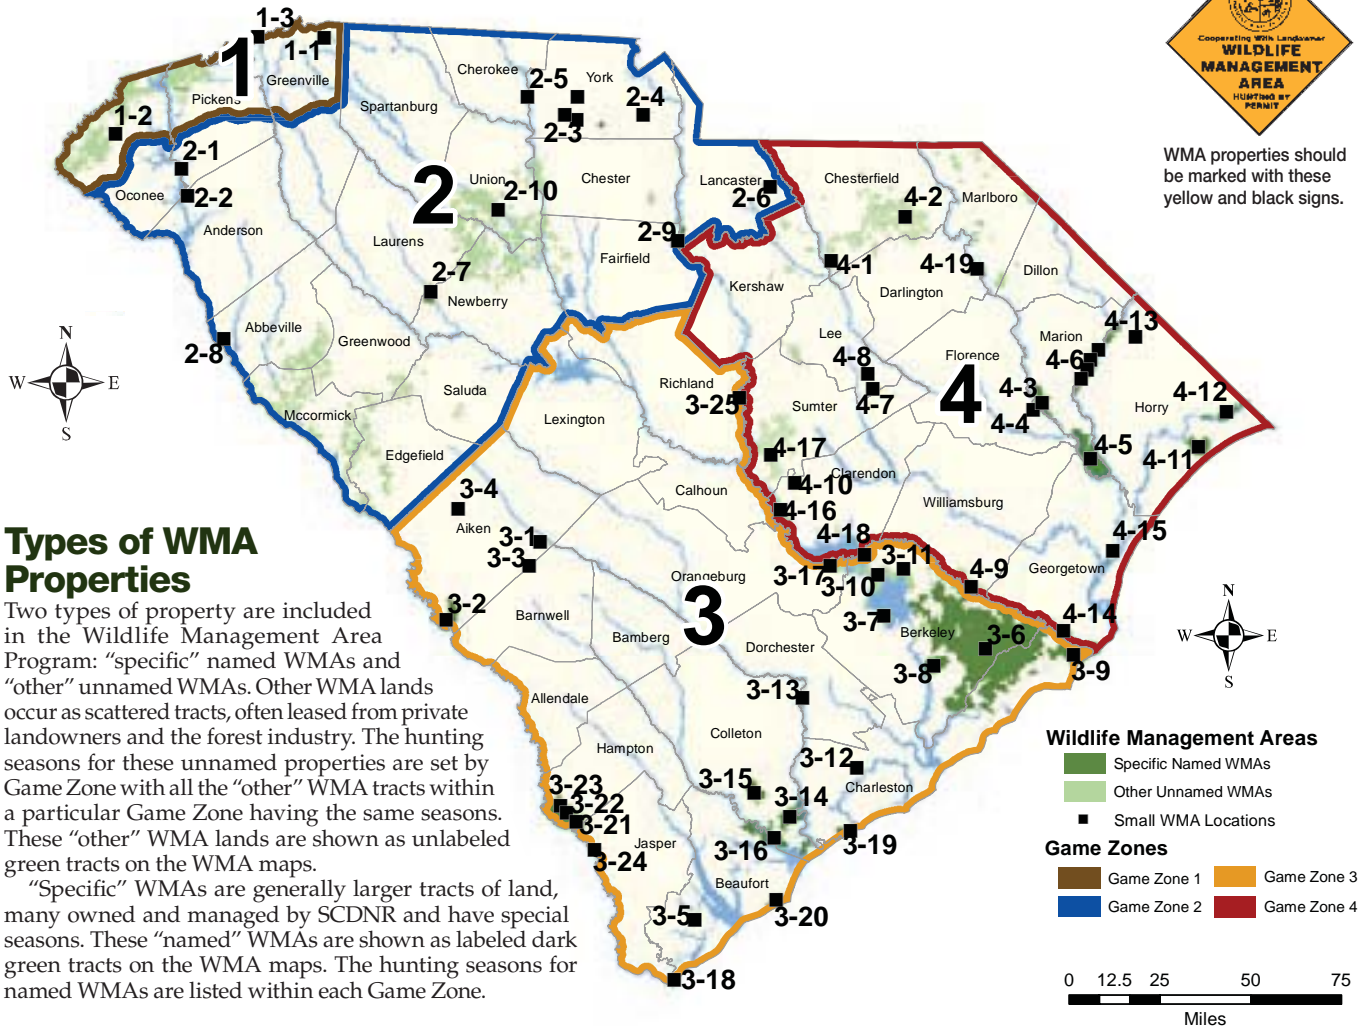 Cooperating With Landowner
WILDLIFE
MANAGEMENT
AREA
HUNTING BY
PERMIT
WMA properties should
be marked with these
yellow and black signs.
1-3
1-1
1
Greenville
Pickens
1-2
Cherokee
2-5
York
2-4
Spartanburg
2-3
2-1
Oconee
2-2
2
Union
2-10
Chester
Lancaster
2-6
Chesterfield
4-2
Marlboro
Anderson
Laurens
2-9
Fairfield
4-1
4-19
Dillon
2-7
Newberry
Kershaw
Darlington
Abbeville
2-8
Greenwood
Lee
Marion
4-13
4-6
Florence
4-8
4-7
4-3
4-4
4
4-12
Horry
Saluda
Richland
3-25
Sumter
Mccormick
Lexington
Edgefield
4-17
4-5
4-11
4-10
Clarendon
Calhoun
Williamsburg
3-4
Aiken
4-16
4-18
4-15
3-1
3-3
3-11
3-17
3-10
4-9
Georgetown
Orangeburg
3
3-2
Barnwell
Bamberg
3-7
Berkeley
3-6
4-14
Dorchester
3-8
3-9
Allendale
3-13
Colleton
Hampton
3-12
Charleston
3-15
3-14
3-23
3-22
3-21
3-24
Jasper
3-16
3-19
Beaufort
3-5
3-20
3-18
N
W
E
S
N
W
E
S
Types of WMA
Properties
Two types of property are included
in the Wildlife Management Area
Program: “specific” named WMAs and
“other” unnamed WMAs. Other WMA lands
occur as scattered tracts, often leased from private
landowners and the forest industry. The hunting
seasons for these unnamed properties are set by
Game Zone with all the “other” WMA tracts within
a particular Game Zone having the same seasons.
These “other” WMA lands are shown as unlabeled
green tracts on the WMA maps.
“Specific” WMAs are generally larger tracts of land,
many owned and managed by SCDNR and have special
seasons. These “named” WMAs are shown as labeled dark
green tracts on the WMA maps. The hunting seasons for
named WMAs are listed within each Game Zone.
Wildlife Management Areas
Specific Named WMAs
Other Unnamed WMAs
Small WMA Locations
Game Zones
Game Zone 1
Game Zone 3
Game Zone 2
Game Zone 4
0 12.5 25 50 75
Miles